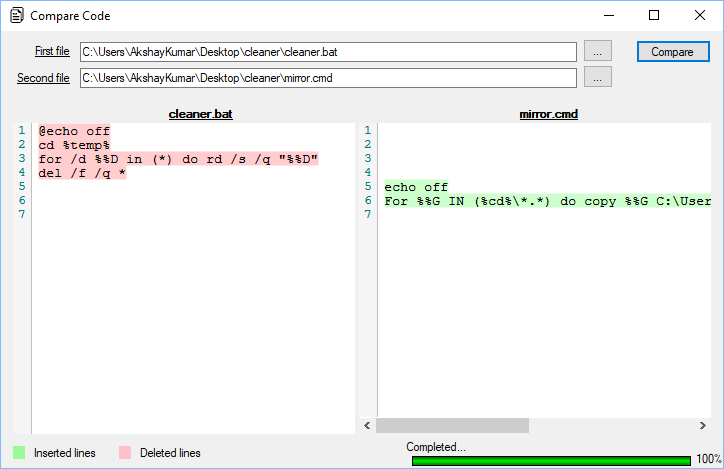 Compare Code
First file C:\Users\AkshayKumar\Desktop\cleaner\cleaner.bat ... Compare
Second file C:\Users\AkshayKumar\Desktop\cleaner\mirror.cmd ...
cleaner.bat
1 @echo off
2 cd %temp%
3 for /d %%D in (*) do rd /s /q "%%D"
4 del /f /q *
5
6
7
mirror.cmd
1
2
3
4
5 echo off
6 For %%G IN (%cd%\*.*) do copy %%G C:\User
7
Inserted lines
Deleted lines
Completed...
100%